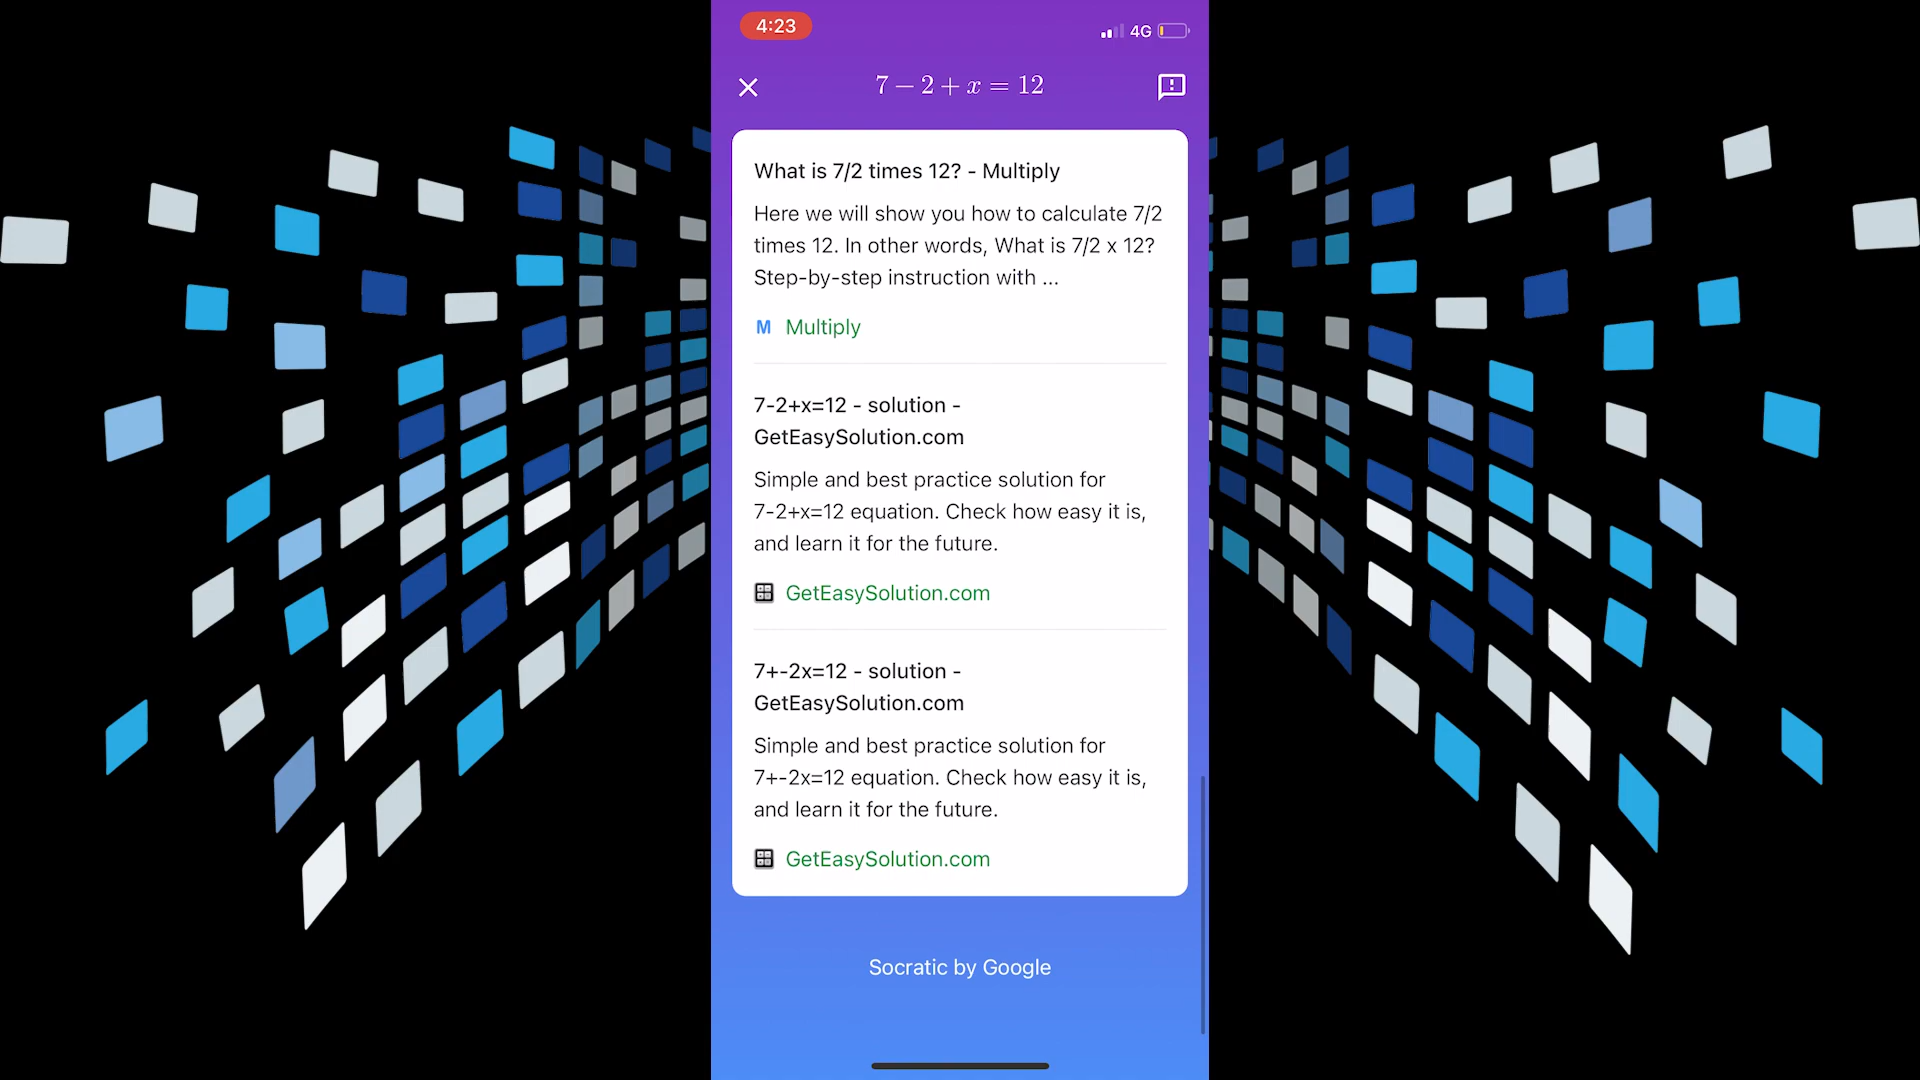 4:23
4G
7 − 2 + x = 12
What is 7/2 times 12? - Multiply
Here we will show you how to calculate 7/2
times 12. In other words, What is 7/2 x 12?
Step-by-step instruction with ...
M Multiply
7-2+x=12 - solution -
GetEasySolution.com
Simple and best practice solution for
7-2+x=12 equation. Check how easy it is,
and learn it for the future.
GetEasySolution.com
7+-2x=12 - solution -
GetEasySolution.com
Simple and best practice solution for
7+-2x=12 equation. Check how easy it is,
and learn it for the future.
GetEasySolution.com
Socratic by Google